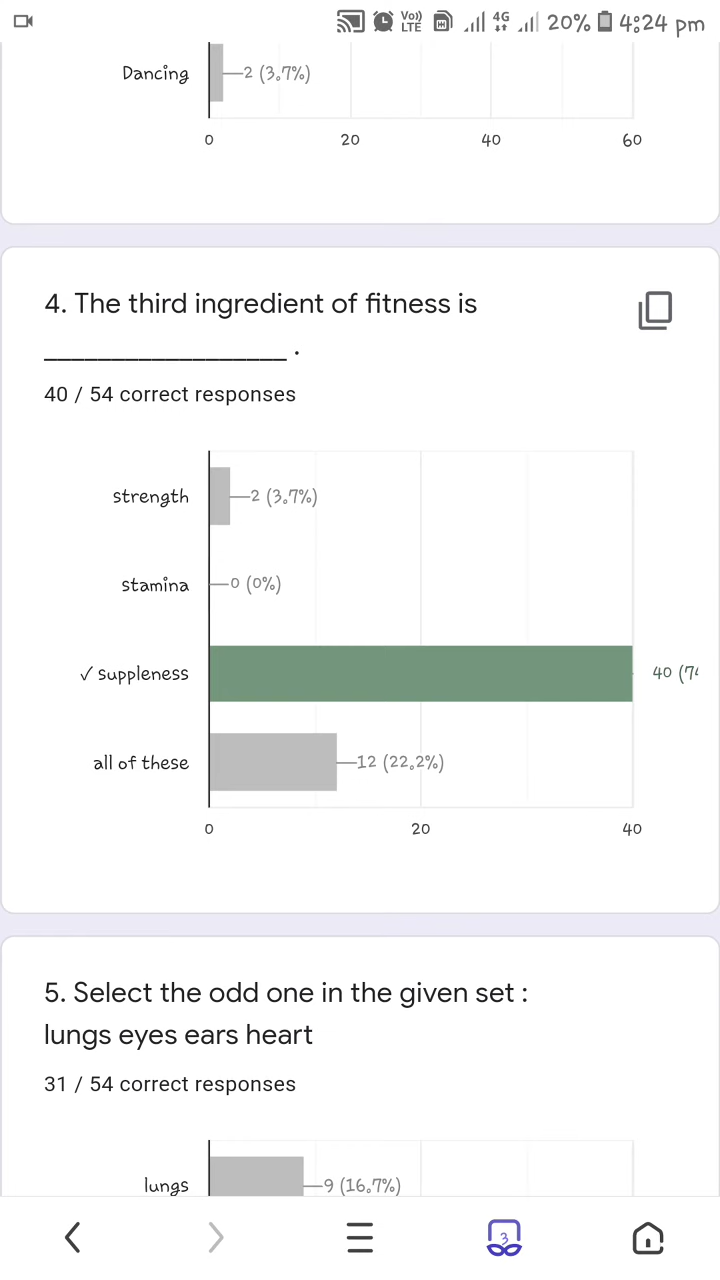 Vo))
LTE
4G
20%
4:24 pm
Dancing
2 (3.7%)
0 20 40 60
4. The third ingredient of fitness is
__________________ .
40 / 54 correct responses
strength
2 (3.7%)
stamina
0 (0%)
✓ suppleness
40 (74
all of these
12 (22.2%)
0 20 40
5. Select the odd one in the given set :
lungs eyes ears heart
31 / 54 correct responses
lungs
9 (16.7%)
3